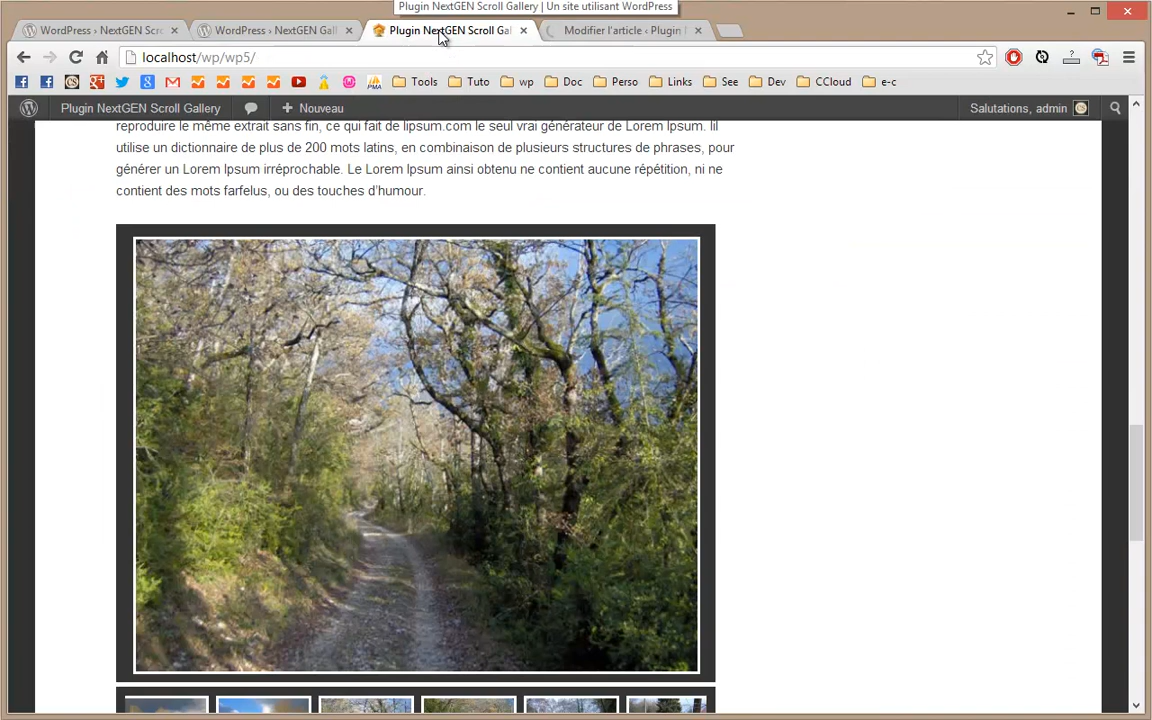 Plugin NextGEN Scroll Gallery | Un site utilisant WordPress
WordPress › NextGEN Scr
WordPress › NextGEN Gall
Plugin NextGEN Scroll Gal
Modifier l'article ‹ Plugin N
localhost/wp/wp5/
Tools
Tuto
wp
Doc
Perso
Links
See
Dev
CCloud
e-c
Plugin NextGEN Scroll Gallery
Nouveau
Salutations, admin
reproduire le même extrait sans fin, ce qui fait de lipsum.com le seul vrai générateur de Lorem Ipsum. Iil
utilise un dictionnaire de plus de 200 mots latins, en combinaison de plusieurs structures de phrases, pour
générer un Lorem Ipsum irréprochable. Le Lorem Ipsum ainsi obtenu ne contient aucune répétition, ni ne
contient des mots farfelus, ou des touches d'humour.